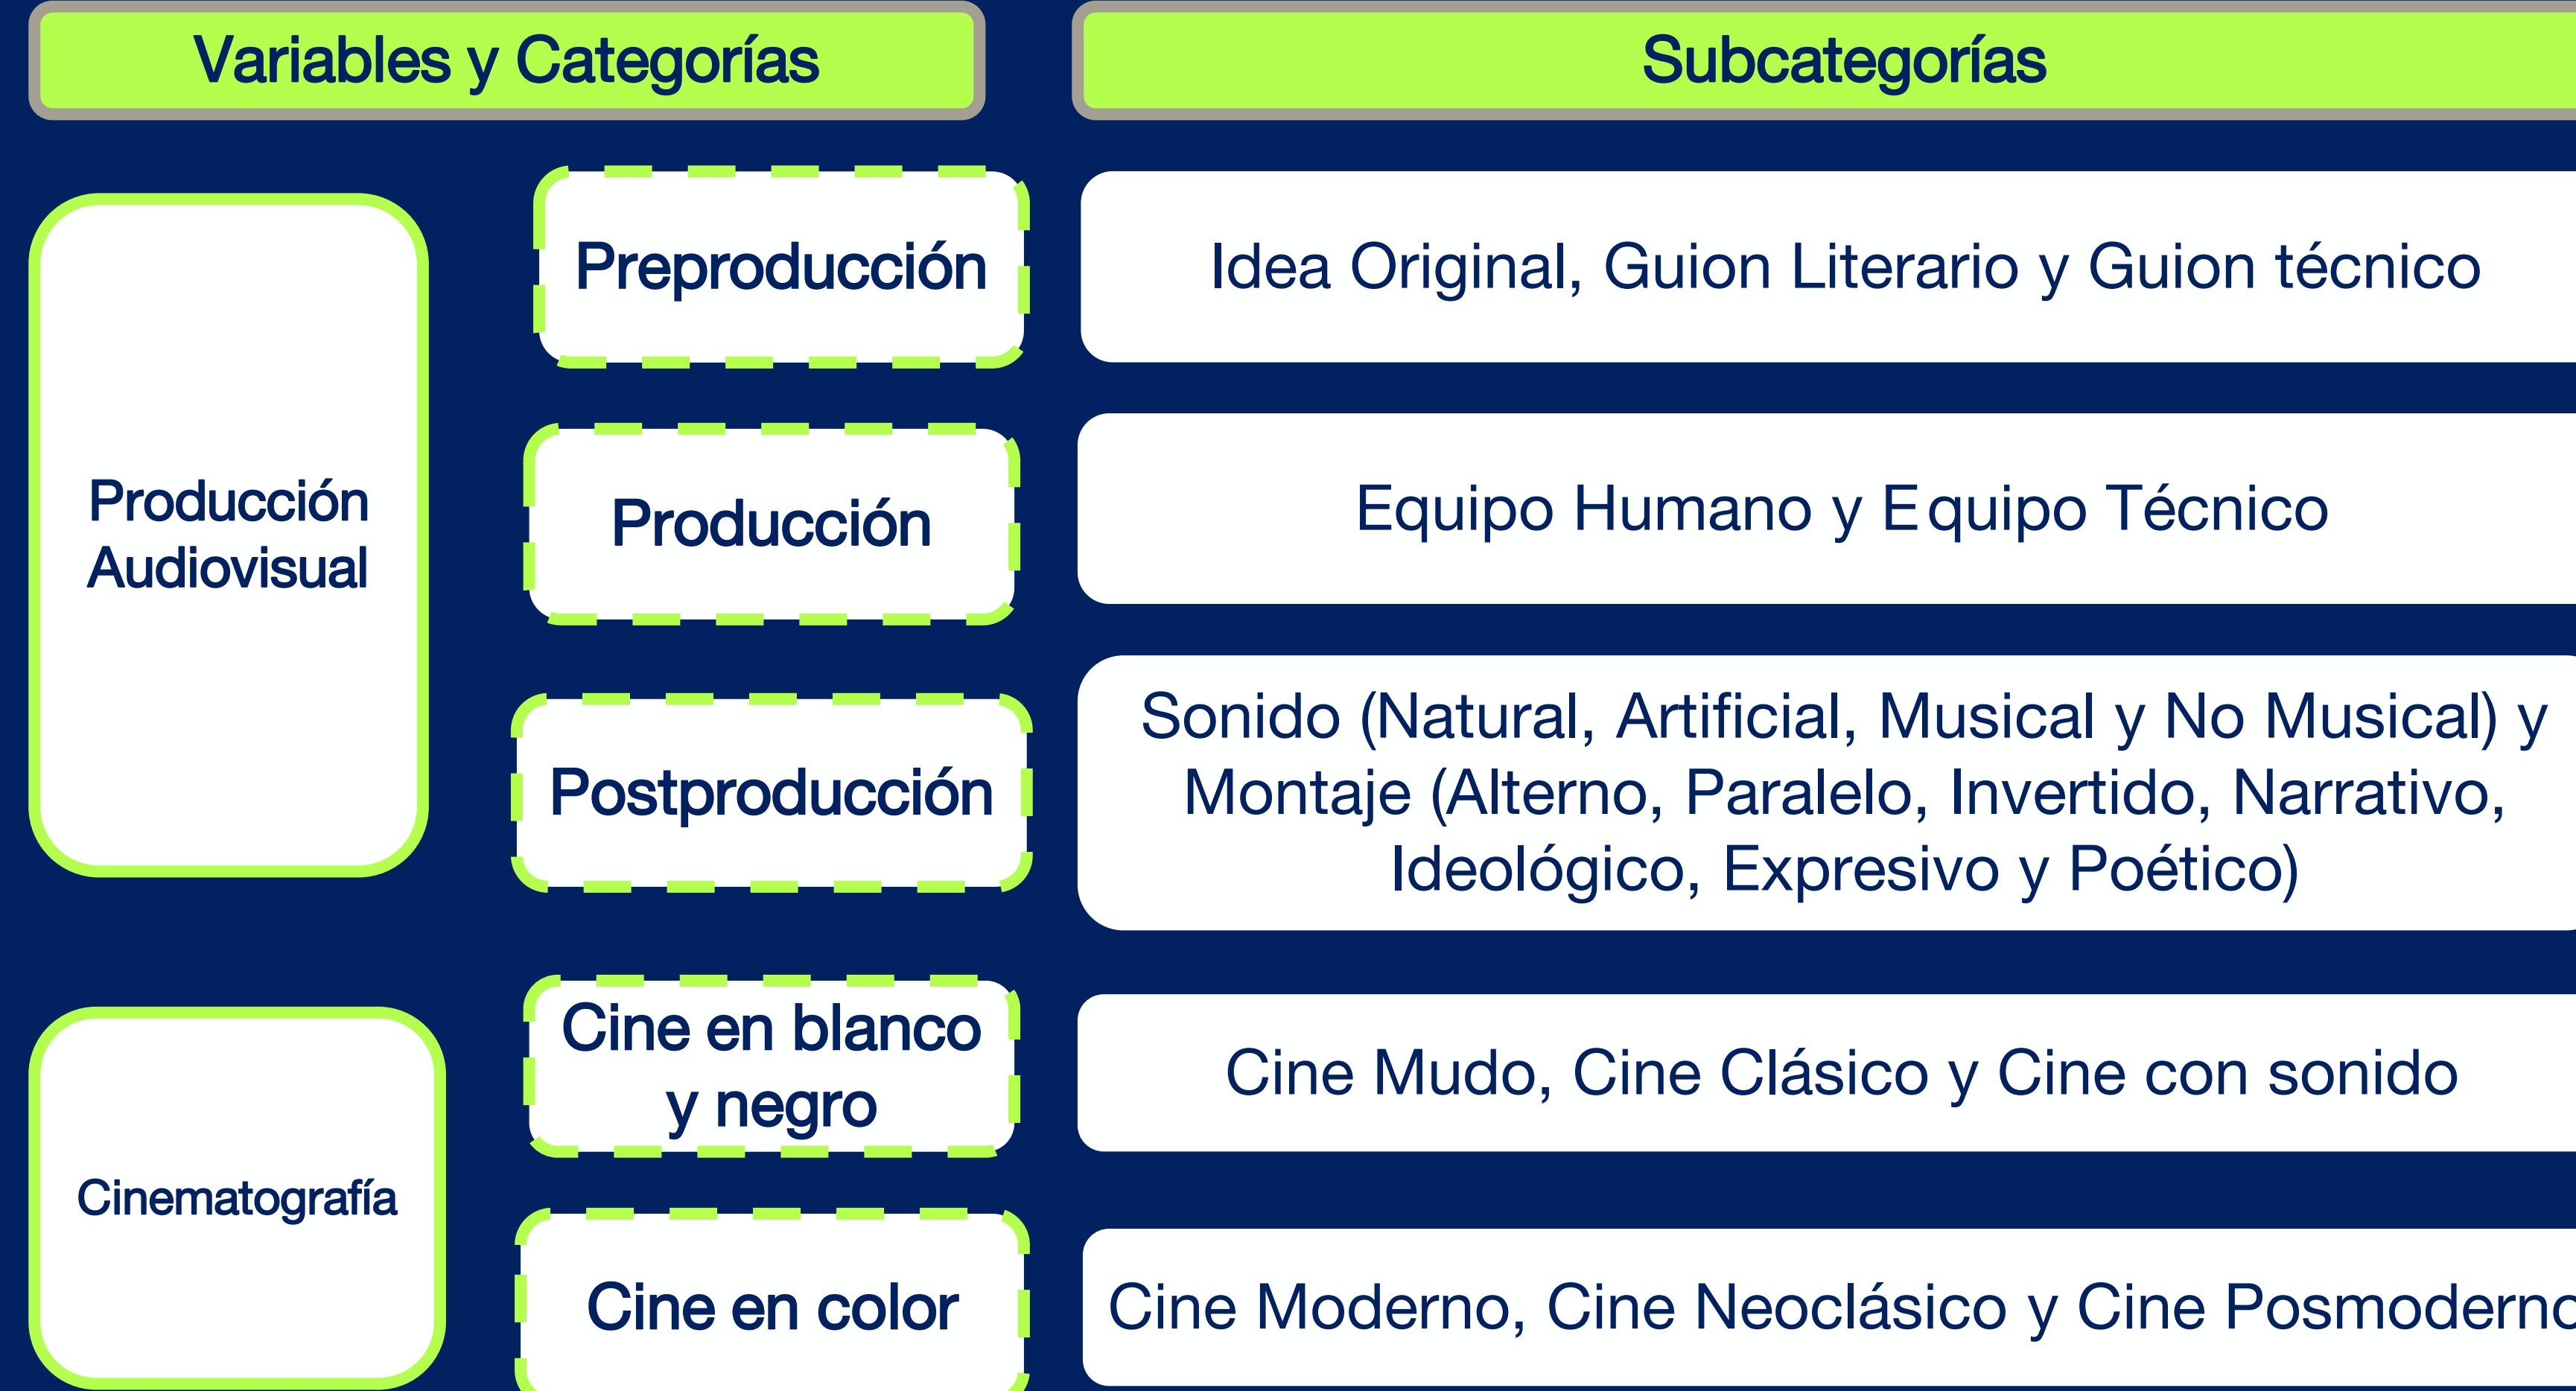 Variables y Categorías
Subcategorías
Producción
Audiovisual
Preproducción
Idea Original, Guion Literario y Guion técnico
Producción
Equipo Humano y Equipo Técnico
Postproducción
Sonido (Natural, Artificial, Musical y No Musical) y
Montaje (Alterno, Paralelo, Invertido, Narrativo,
Ideológico, Expresivo y Poético)
Cinematografía
Cine en blanco
y negro
Cine Mudo, Cine Clásico y Cine con sonido
Cine en color
Cine Moderno, Cine Neoclásico y Cine Posmoderno